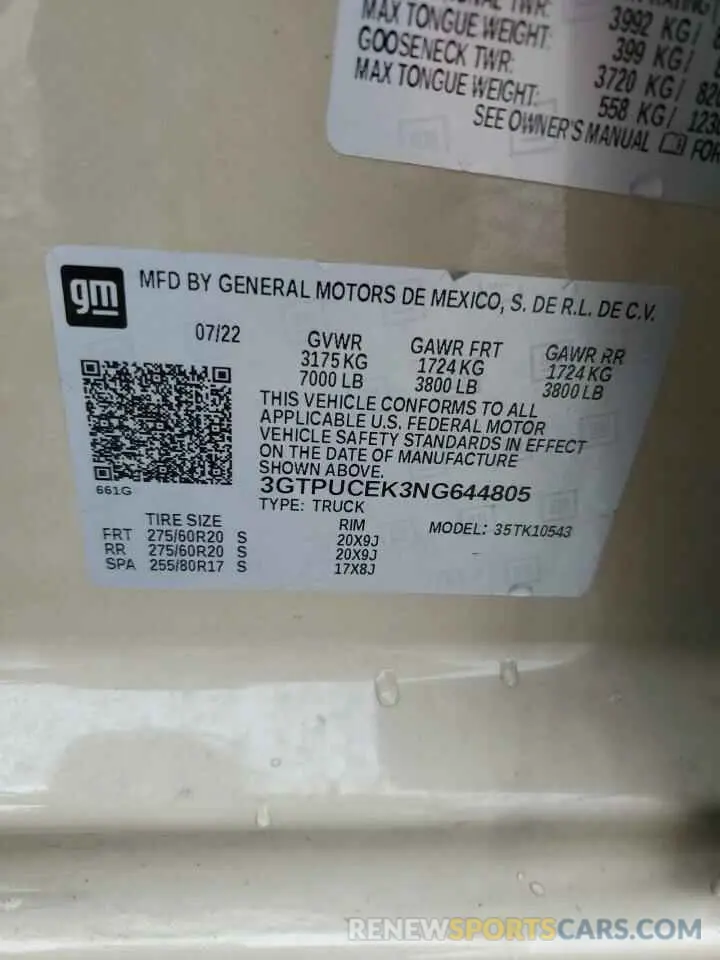 MAX TONGUE WEIGHT: 3992 KG/
GOOSENECK TWR: 399 KG/
MAX TONGUE WEIGHT: 3720 KG/ 820
558 KG/ 123
SEE OWNER'S MANUAL FOR
gm
MFD BY GENERAL MOTORS DE MEXICO, S. DE R.L. DE C.V.
07/22 GVWR GAWR FRT GAWR RR
3175 KG 1724 KG 1724 KG
7000 LB 3800 LB 3800 LB
THIS VEHICLE CONFORMS TO ALL
APPLICABLE U.S. FEDERAL MOTOR
VEHICLE SAFETY STANDARDS IN EFFECT
ON THE DATE OF MANUFACTURE
SHOWN ABOVE.
661G
3GTPUCEK3NG644805
TYPE: TRUCK
TIRE SIZE RIM MODEL: 35TK10543
FRT 275/60R20 S 20X9J
RR 275/60R20 S 20X9J
SPA 255/80R17 S 17X8J
RENEWSPORTSCARS.COM